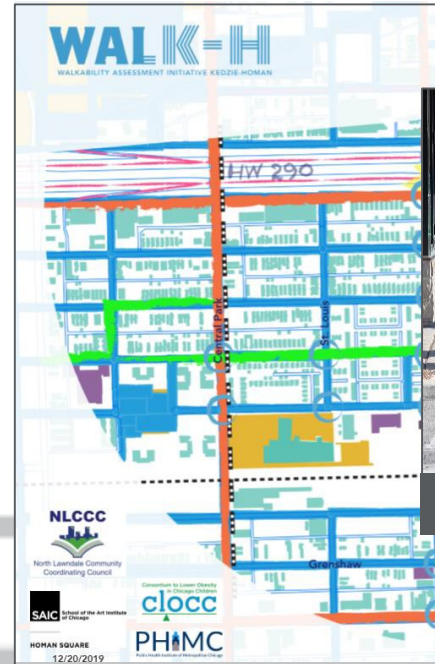 WALK-H
WALKABILITY ASSESSMENT INITIATIVE KEDZIE-HOMAN
HW 290
Central Park
St. Louis
Grenshaw
NLCCC
North Lawndale Community
Coordinating Council
Consortium to Lower Obesity
in Chicago Children
clocc
SAIC School of the Art Institute
of Chicago
HOMAN SQUARE
PHIMC
Public Health Institute of Metropolitan Chicago
12/20/2019